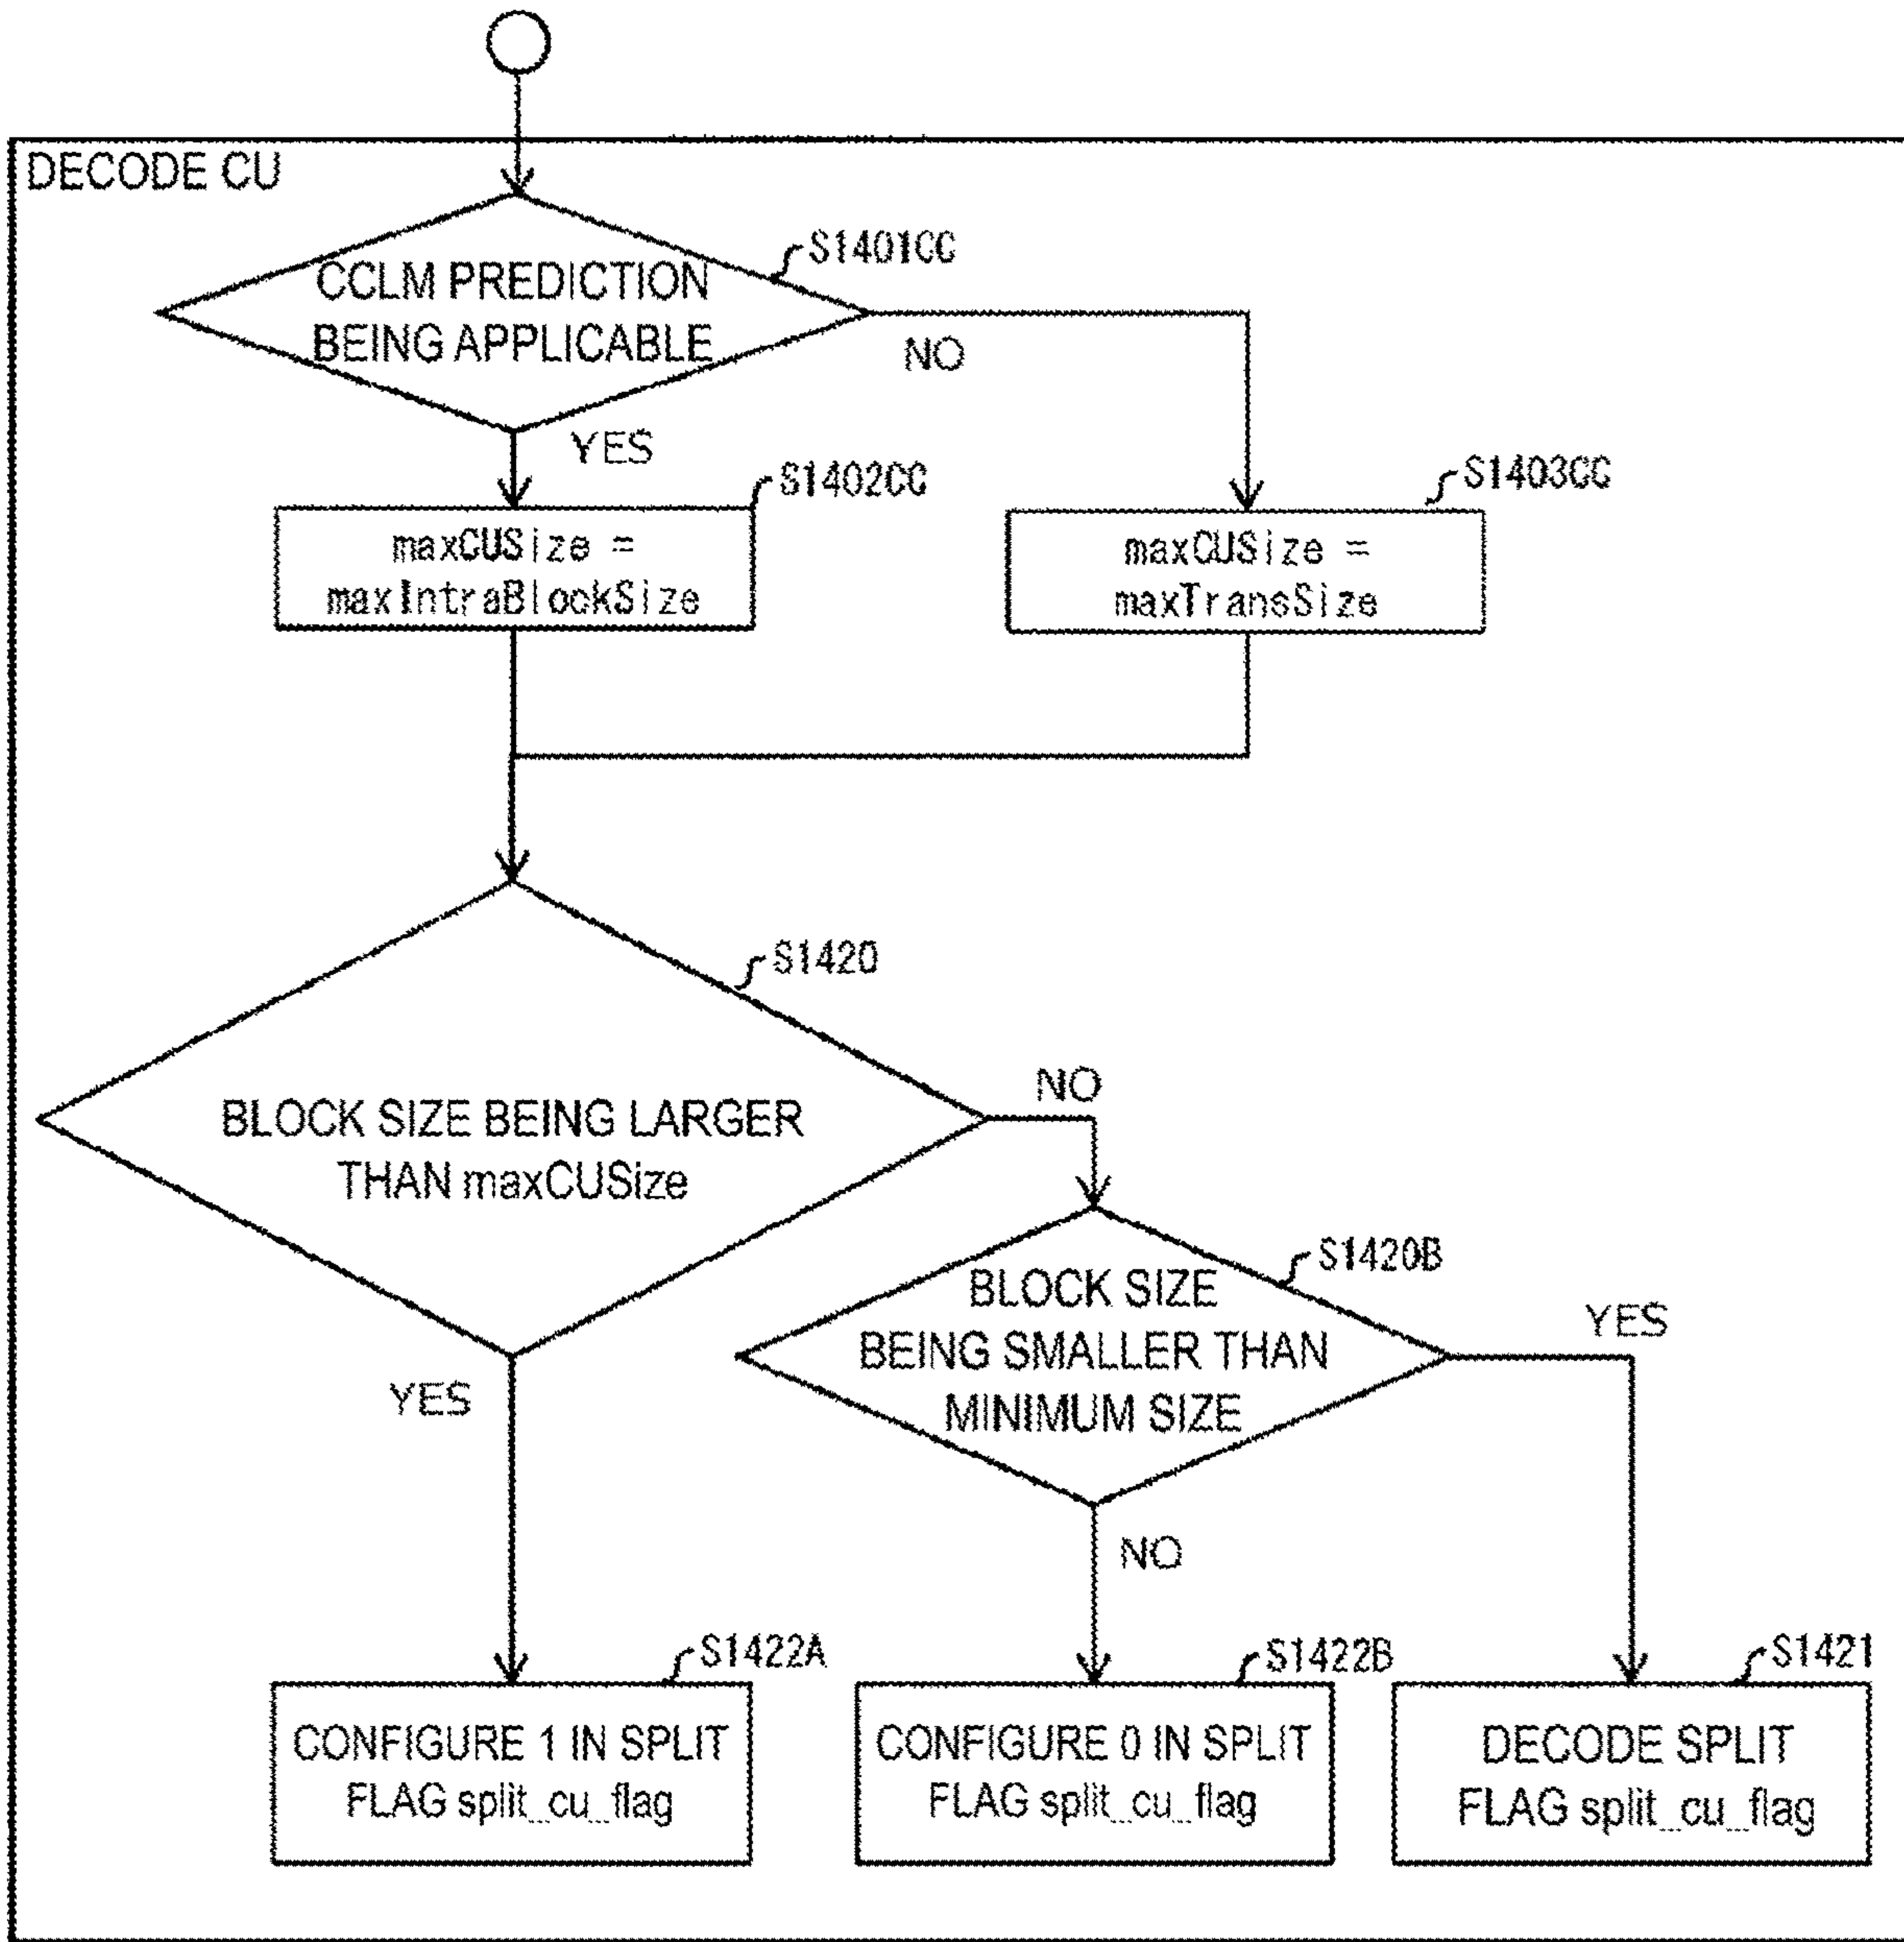 DECODE CU
S1401CC
CCLM PREDICTION
BEING APPLICABLE
NO
YES
S1402CC
S1403CC
maxCUSize =
maxIntraBlockSize
maxCUSize =
maxTransSize
S1420
BLOCK SIZE BEING LARGER
THAN maxCUSize
NO
YES
S1420B
BLOCK SIZE
BEING SMALLER THAN
MINIMUM SIZE
YES
NO
S1422A
S1422B
S1421
CONFIGURE 1 IN SPLIT
FLAG split_cu_flag
CONFIGURE 0 IN SPLIT
FLAG split_cu_flag
DECODE SPLIT
FLAG split_cu_flag